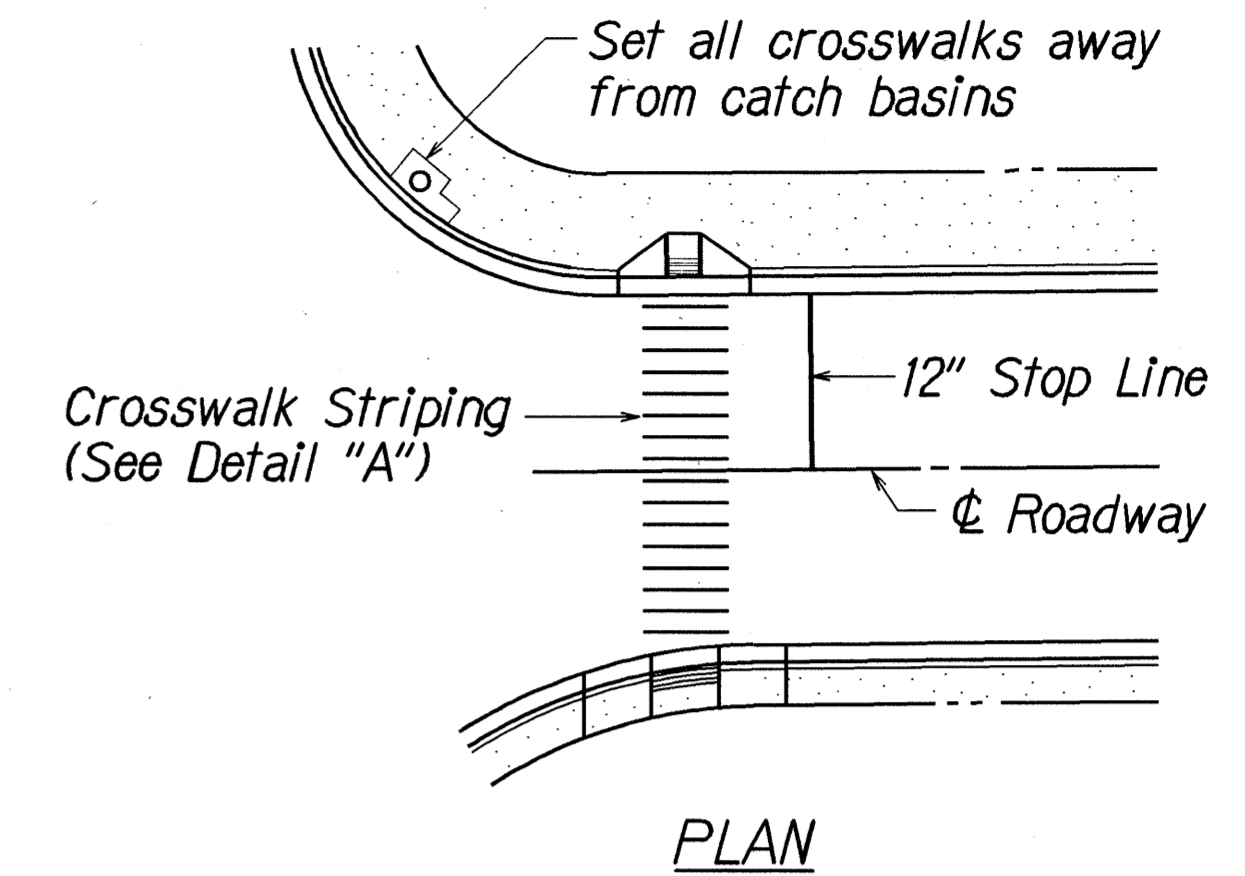 Set all crosswalks away
from catch basins
12" Stop Line
Crosswalk Striping
(See Detail "A")
℄ Roadway
PLAN